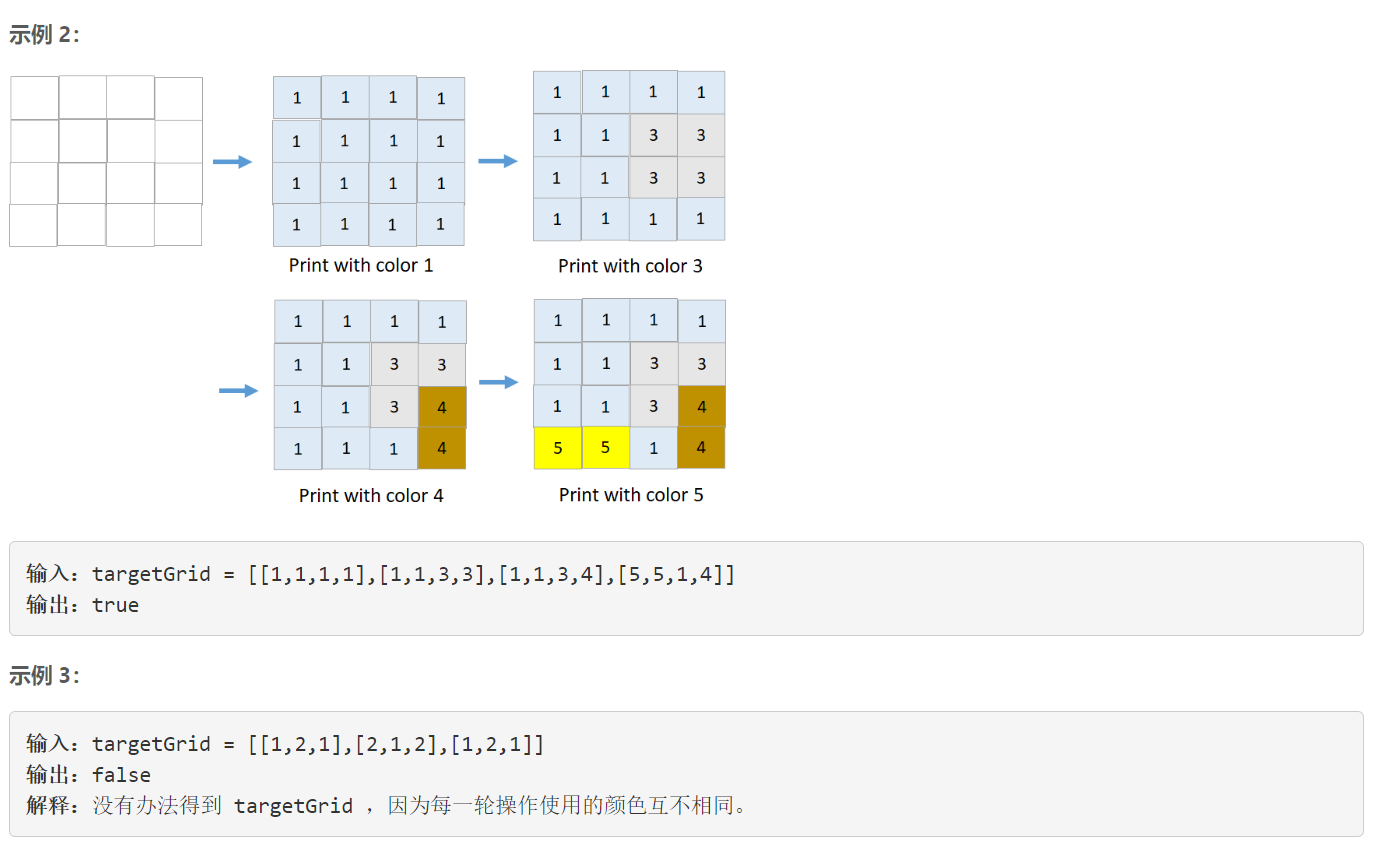 示例 2：
1 1 1 1 1 1 1 1
1 1 1 1 1 1 3 3
1 1 1 1 1 1 3 3
1 1 1 1 1 1 1 1
Print with color 1 Print with color 3
1 1 1 1 1 1 1 1
1 1 3 3 1 1 3 3
1 1 3 4 1 1 3 4
1 1 1 4 5 5 1 4
Print with color 4 Print with color 5
输入：targetGrid = [[1,1,1,1],[1,1,3,3],[1,1,3,4],[5,5,1,4]]
输出：true
示例 3：
输入：targetGrid = [[1,2,1],[2,1,2],[1,2,1]]
输出：false
解释：没有办法得到 targetGrid ，因为每一轮操作使用的颜色互不相同。